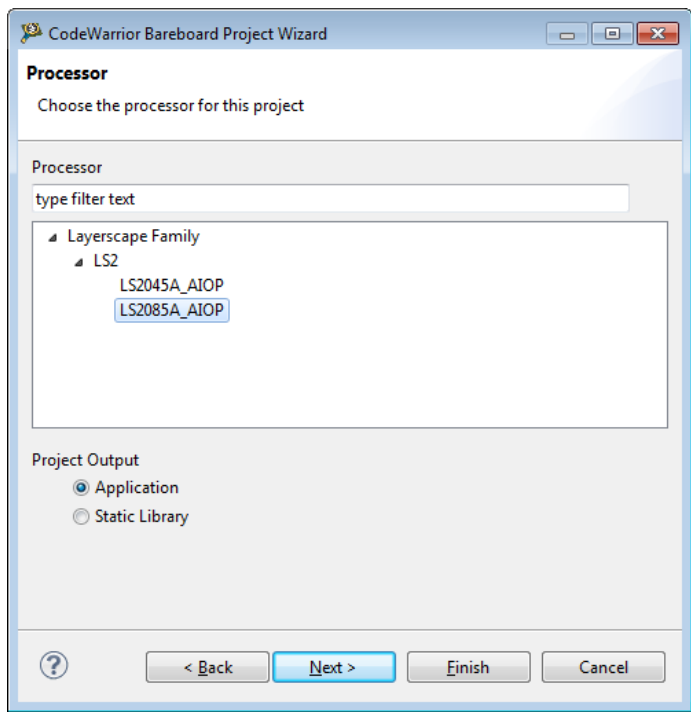 CodeWarrior Bareboard Project Wizard
Processor
Choose the processor for this project
Processor
type filter text
Layerscape Family
LS2
LS2045A_AIOP
LS2085A_AIOP
Project Output
Application
Static Library
? < Back Next > Finish Cancel